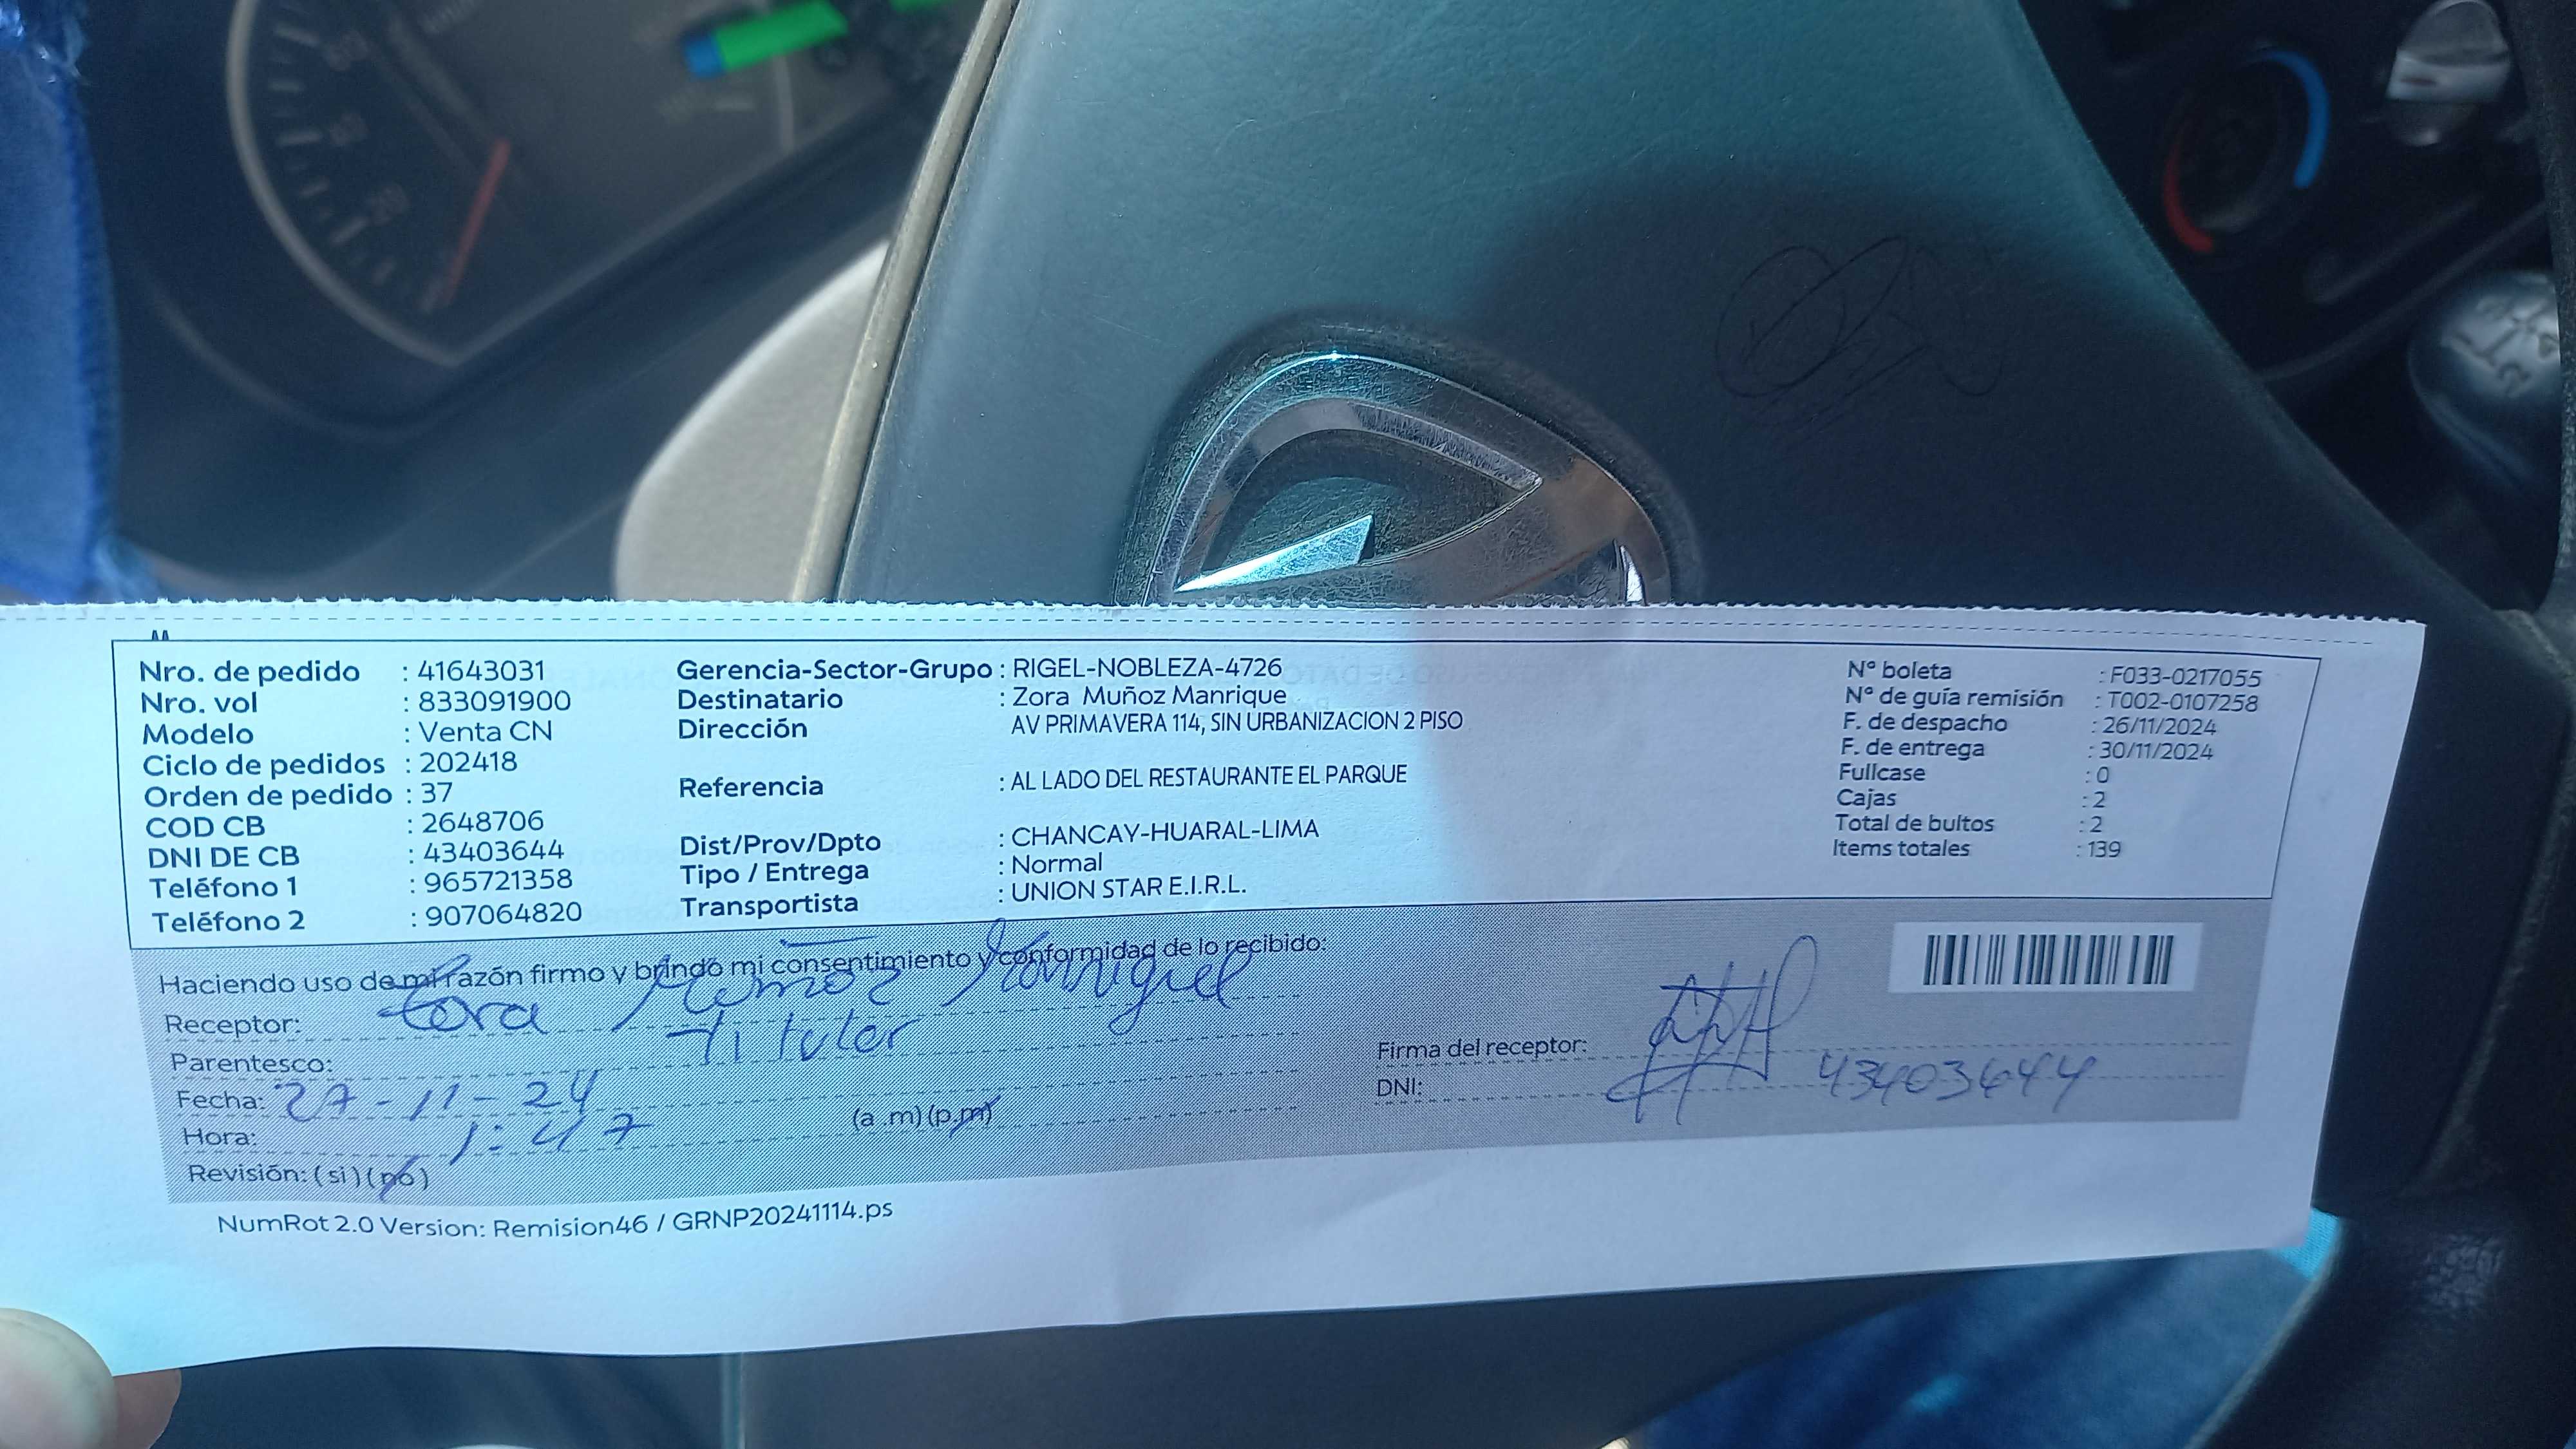 Nro. de pedido : 41643031
Nro. vol : 833091900
Modelo : Venta CN
Ciclo de pedidos : 202418
Orden de pedido : 37
COD CB : 2648706
DNI DE CB : 43403644
Teléfono 1 : 965721358
Teléfono 2 : 907064820
Gerencia-Sector-Grupo : RIGEL-NOBLEZA-4726
Destinatario : Zora Muñoz Manrique
Dirección AV PRIMAVERA 114, SIN URBANIZACION 2 PISO
Referencia : AL LADO DEL RESTAURANTE EL PARQUE
Dist/Prov/Dpto : CHANCAY-HUARAL-LIMA
Tipo / Entrega : Normal
Transportista : UNION STAR E.I.R.L.
N° boleta : F033-0217055
N° de guía remisión : T002-0107258
F. de despacho : 26/11/2024
F. de entrega : 30/11/2024
Fullcase : 0
Cajas : 2
Total de bultos : 2
Items totales : 139
Haciendo uso de mi razón firmo y brindo mi consentimiento y conformidad de lo recibido:
Receptor: Zora Muñoz Manrique
Parentesco: Titular
Fecha: 27-11-24
Hora: 1:47 (a .m) (p.m)
Revisión: (si) (no)
Firma del receptor:
DNI: 43403644
NumRot 2.0 Version: Remision46 / GRNP20241114.ps